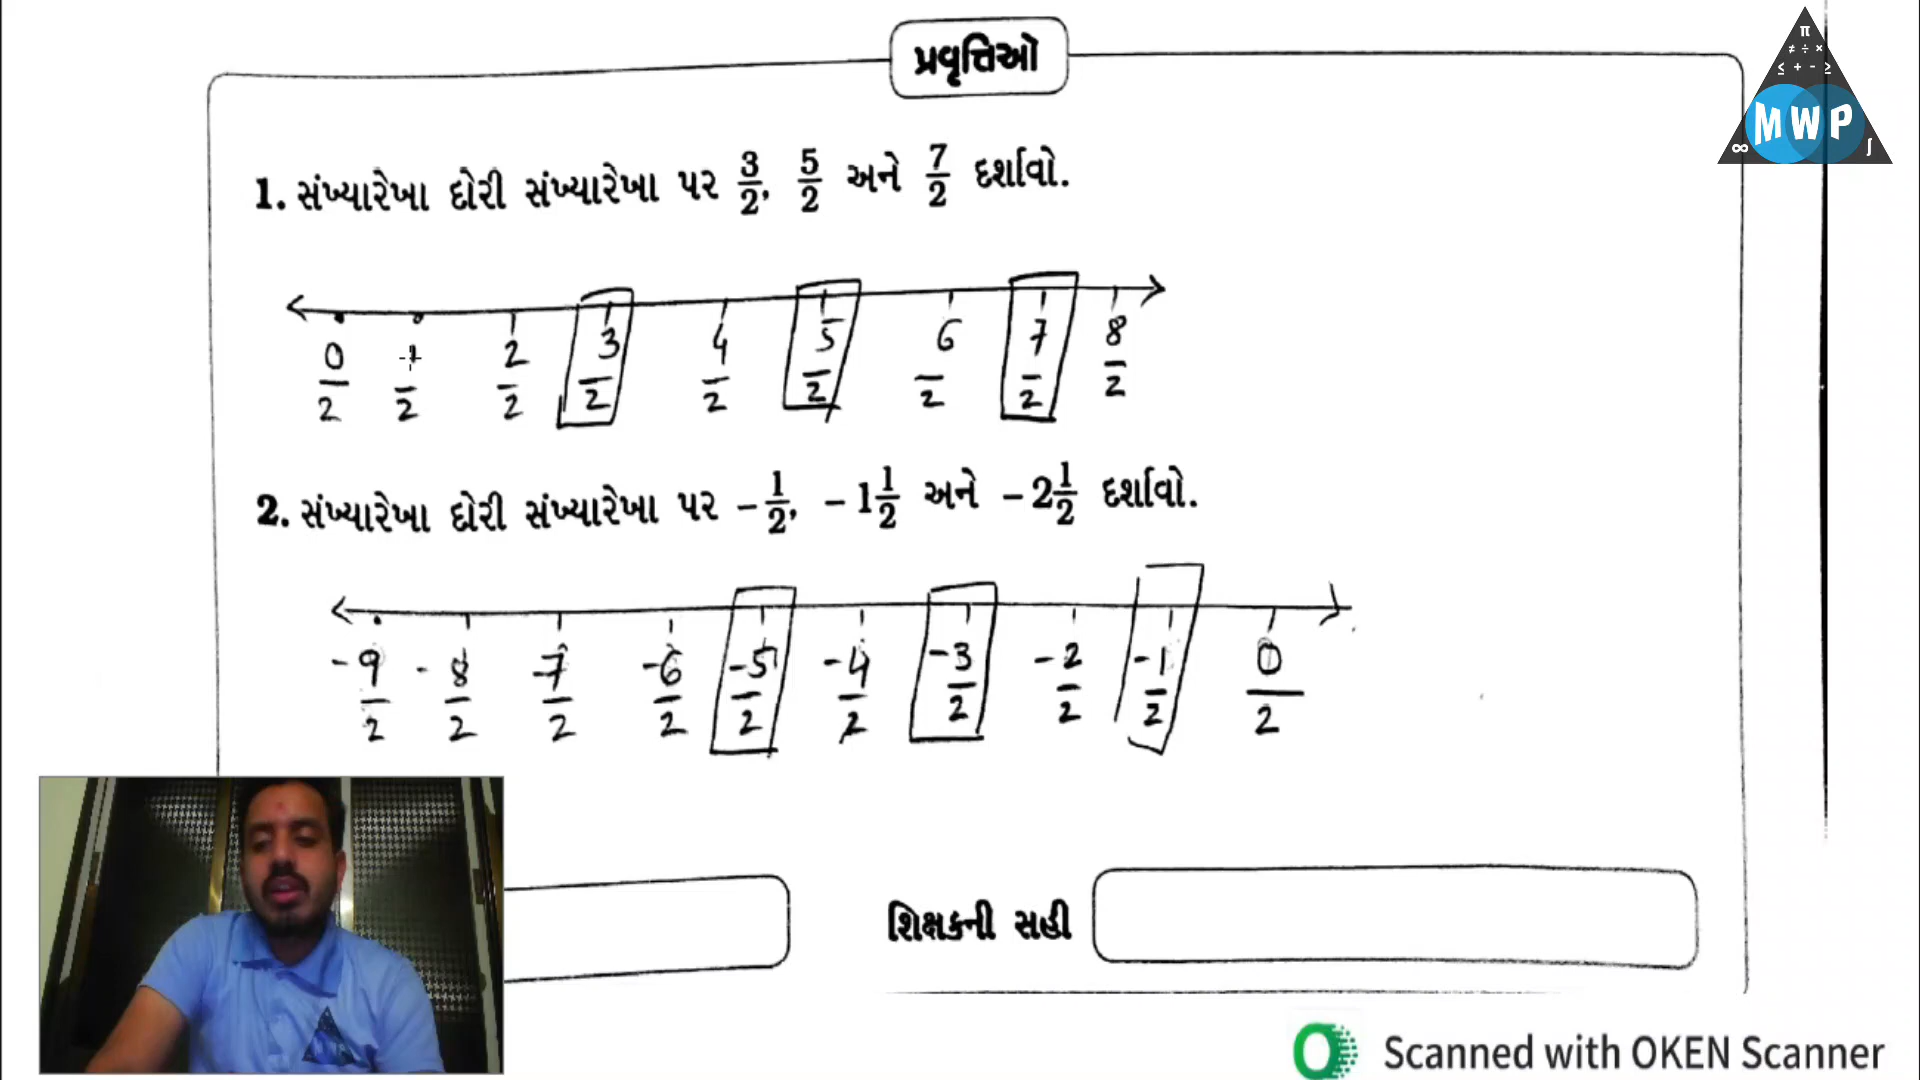 પ્રવૃત્તિઓ
π
≠ ÷ ×
≤ + - ≥
MWP
∞ ∫
1. સંખ્યારેખા દોરી સંખ્યારેખા પર 3/2, 5/2 અને 7/2 દર્શાવો.
0/2 1/2 2/2 3/2 4/2 5/2 6/2 7/2 8/2
2. સંખ્યારેખા દોરી સંખ્યારેખા પર -1/2, -1 1/2 અને -2 1/2 દર્શાવો.
-9/2 -8/2 -7/2 -6/2 -5/2 -4/2 -3/2 -2/2 -1/2 0/2
શિક્ષકની સહી
Scanned with OKEN Scanner